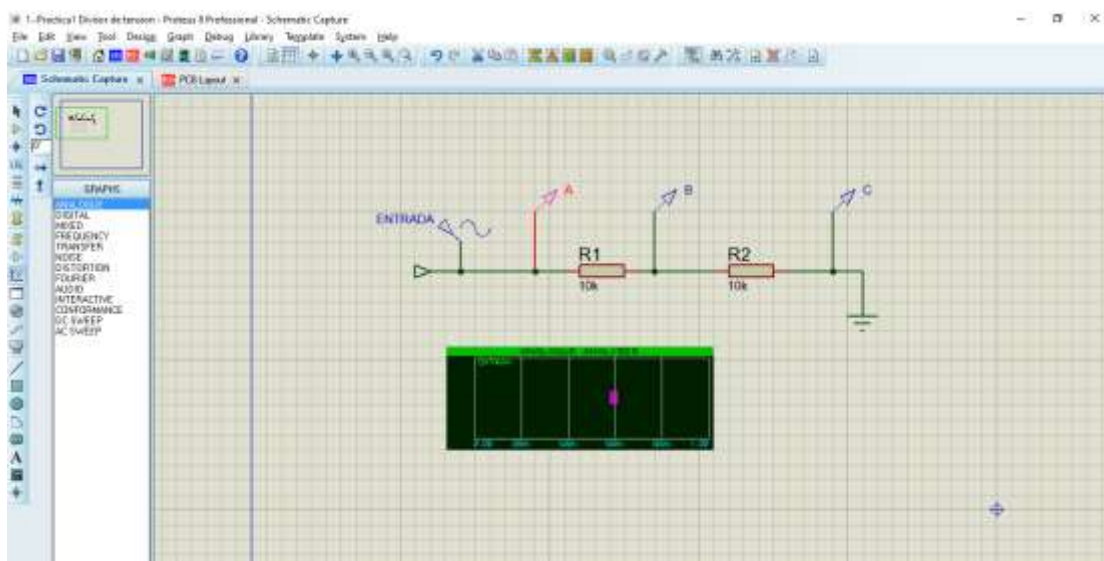 1.-Practica1 Divisor de tension - Proteus 8 Professional - Schematic Capture
File Edit View Tool Design Graph Debug Library Template System Help
Schematic Capture x
PCB Layout x
GRAPHS
ANALOGUE
DIGITAL
MIXED
FREQUENCY
TRANSFER
NOISE
DISTORTION
FOURIER
AUDIO
INTERACTIVE
CONFORMANCE
DC SWEEP
AC SWEEP
A
B
C
ENTRADA
R1
R2
10k
10k
ANALOGUE ANALYSIS